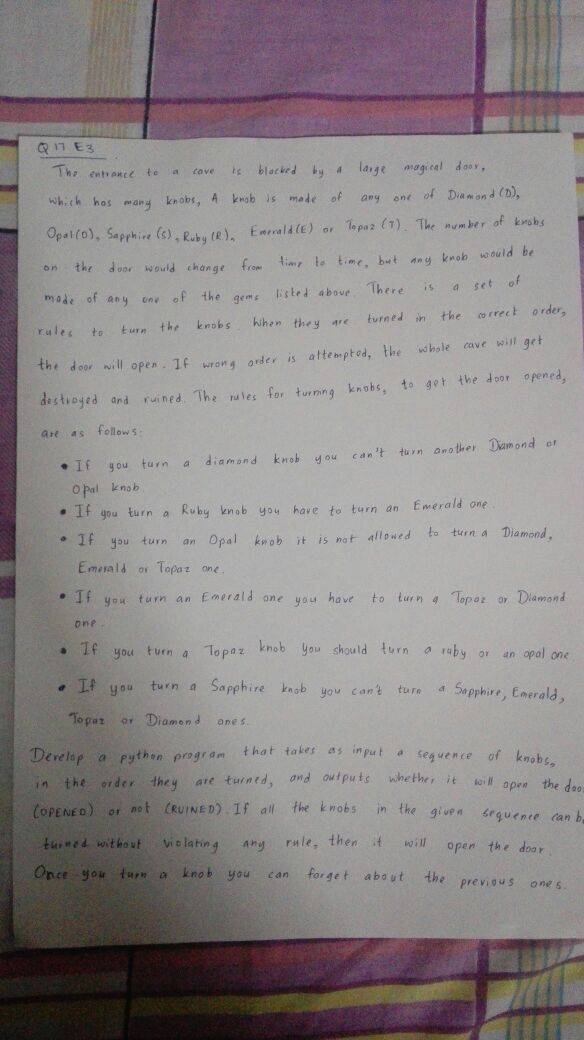 Q 17 E3
The entrance to a cave is blocked by a large magical door,
which has many knobs, A knob is made of any one of Diamond (D),
Opal (O), Sapphire (S), Ruby (R), Emerald (E) or Topaz (T). The number of knobs
on the door would change from time to time, but any knob would be
made of any one of the gems listed above. There is a set of
rules to turn the knobs. When they are turned in the correct order,
the door will open. If wrong order is attempted, the whole cave will get
destroyed and ruined. The rules for turning knobs, to get the door opened,
are as follows:
• If you turn a diamond knob you can't turn another Diamond or
Opal knob
• If you turn a Ruby knob you have to turn an Emerald one.
• If you turn an Opal knob it is not allowed to turn a Diamond,
Emerald or Topaz one.
• If you turn an Emerald one you have to turn a Topaz or Diamond
one.
• If you turn a Topaz knob you should turn a ruby or an opal one
• If you turn a Sapphire knob you can't turn a Sapphire, Emerald,
Topaz or Diamond ones.
Develop a python program that takes as input a sequence of knobs,
in the order they are turned, and outputs whether it will open the doo
(OPENED) or not (RUINED). If all the knobs in the given sequence can b
turned without violating any rule, then it will open the door.
Once you turn a knob you can forget about the previous ones.